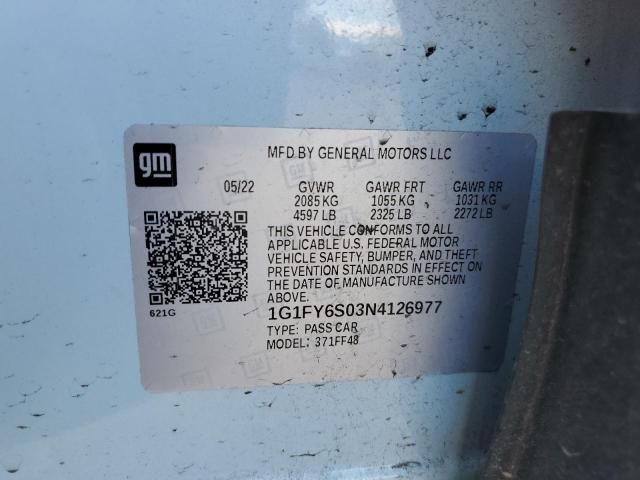 gm
MFD BY GENERAL MOTORS LLC
05/22 GVWR GAWR FRT GAWR RR
2085 KG 1055 KG 1031 KG
4597 LB 2325 LB 2272 LB
THIS VEHICLE CONFORMS TO ALL
APPLICABLE U.S. FEDERAL MOTOR
VEHICLE SAFETY, BUMPER, AND THEFT
PREVENTION STANDARDS IN EFFECT ON
THE DATE OF MANUFACTURE SHOWN
ABOVE.
621G
1G1FY6S03N4126977
TYPE: PASS CAR
MODEL: 371FF48